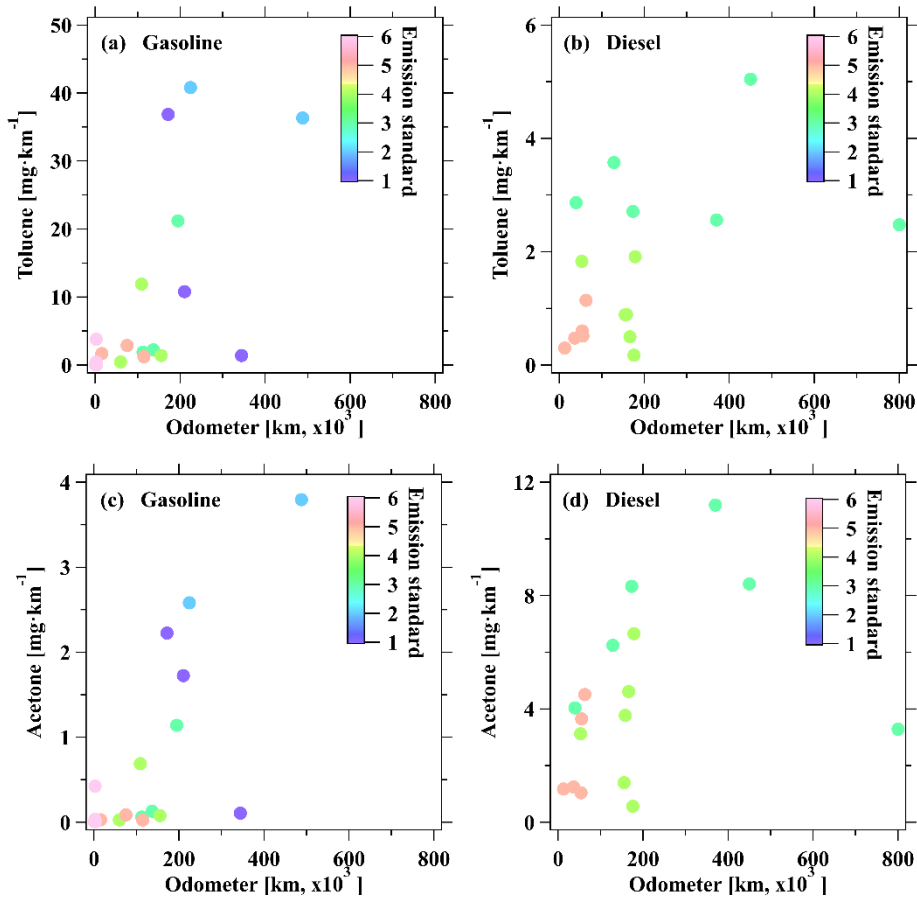 (a) Gasoline
Toluene [mg·km⁻¹]
50
40
30
20
10
0
0 200 400 600 800
Odometer [km, x10³]
6
5
4
3
2
1
Emission standard
(b) Diesel
Toluene [mg·km⁻¹]
6
4
2
0
0 200 400 600 800
Odometer [km, x10³]
6
5
4
3
2
1
Emission standard
(c) Gasoline
Acetone [mg·km⁻¹]
4
3
2
1
0
0 200 400 600 800
Odometer [km, x10³]
6
5
4
3
2
1
Emission standard
(d) Diesel
Acetone [mg·km⁻¹]
12
8
4
0
0 200 400 600 800
Odometer [km, x10³]
6
5
4
3
2
1
Emission standard